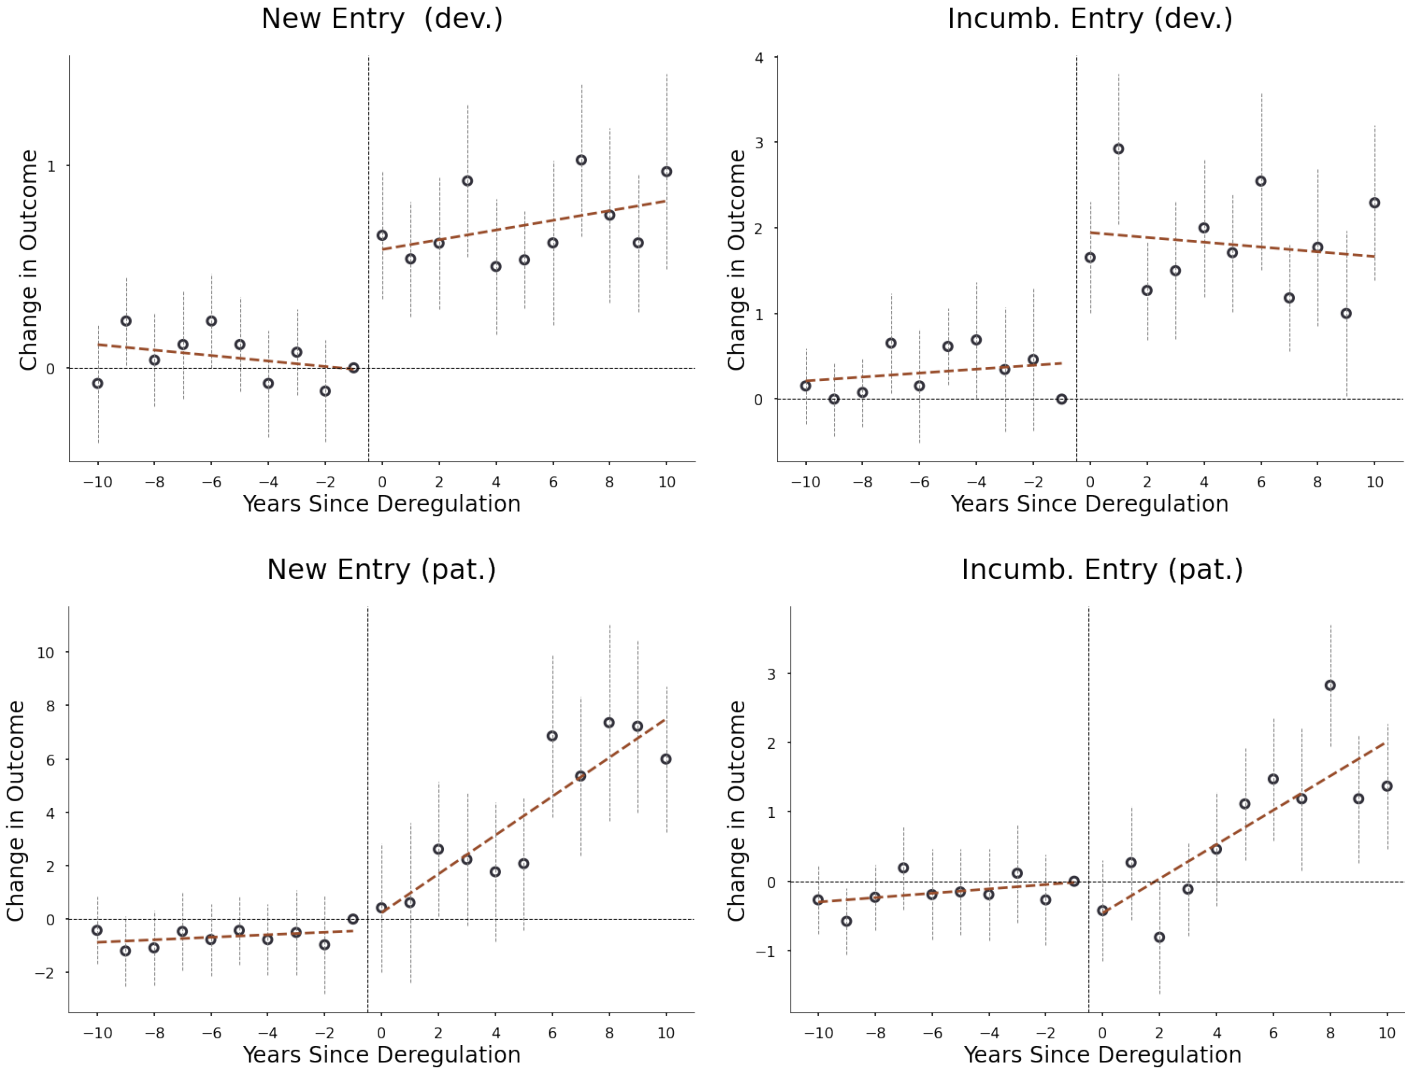 New Entry  (dev.)
Change in Outcome
1
0
−10 −8 −6 −4 −2 0 2 4 6 8 10
Years Since Deregulation
Incumb. Entry (dev.)
Change in Outcome
4
3
2
1
0
−10 −8 −6 −4 −2 0 2 4 6 8 10
Years Since Deregulation
New Entry (pat.)
Change in Outcome
10
8
6
4
2
0
−2
−10 −8 −6 −4 −2 0 2 4 6 8 10
Years Since Deregulation
Incumb. Entry (pat.)
Change in Outcome
3
2
1
0
−1
−10 −8 −6 −4 −2 0 2 4 6 8 10
Years Since Deregulation